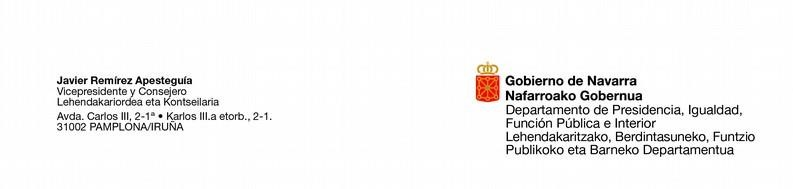 Javier Remírez Apesteguía
Vicepresidente y Consejero
Lehendakariordea eta Kontseilaria
Avda. Carlos III, 2-1ª • Karlos III.a etorb., 2-1.
31002 PAMPLONA/IRUÑA
Gobierno de Navarra
Nafarroako Gobernua
Departamento de Presidencia, Igualdad,
Función Pública e Interior
Lehendakaritzako, Berdintasuneko, Funtzio
Publikoko eta Barneko Departamentua